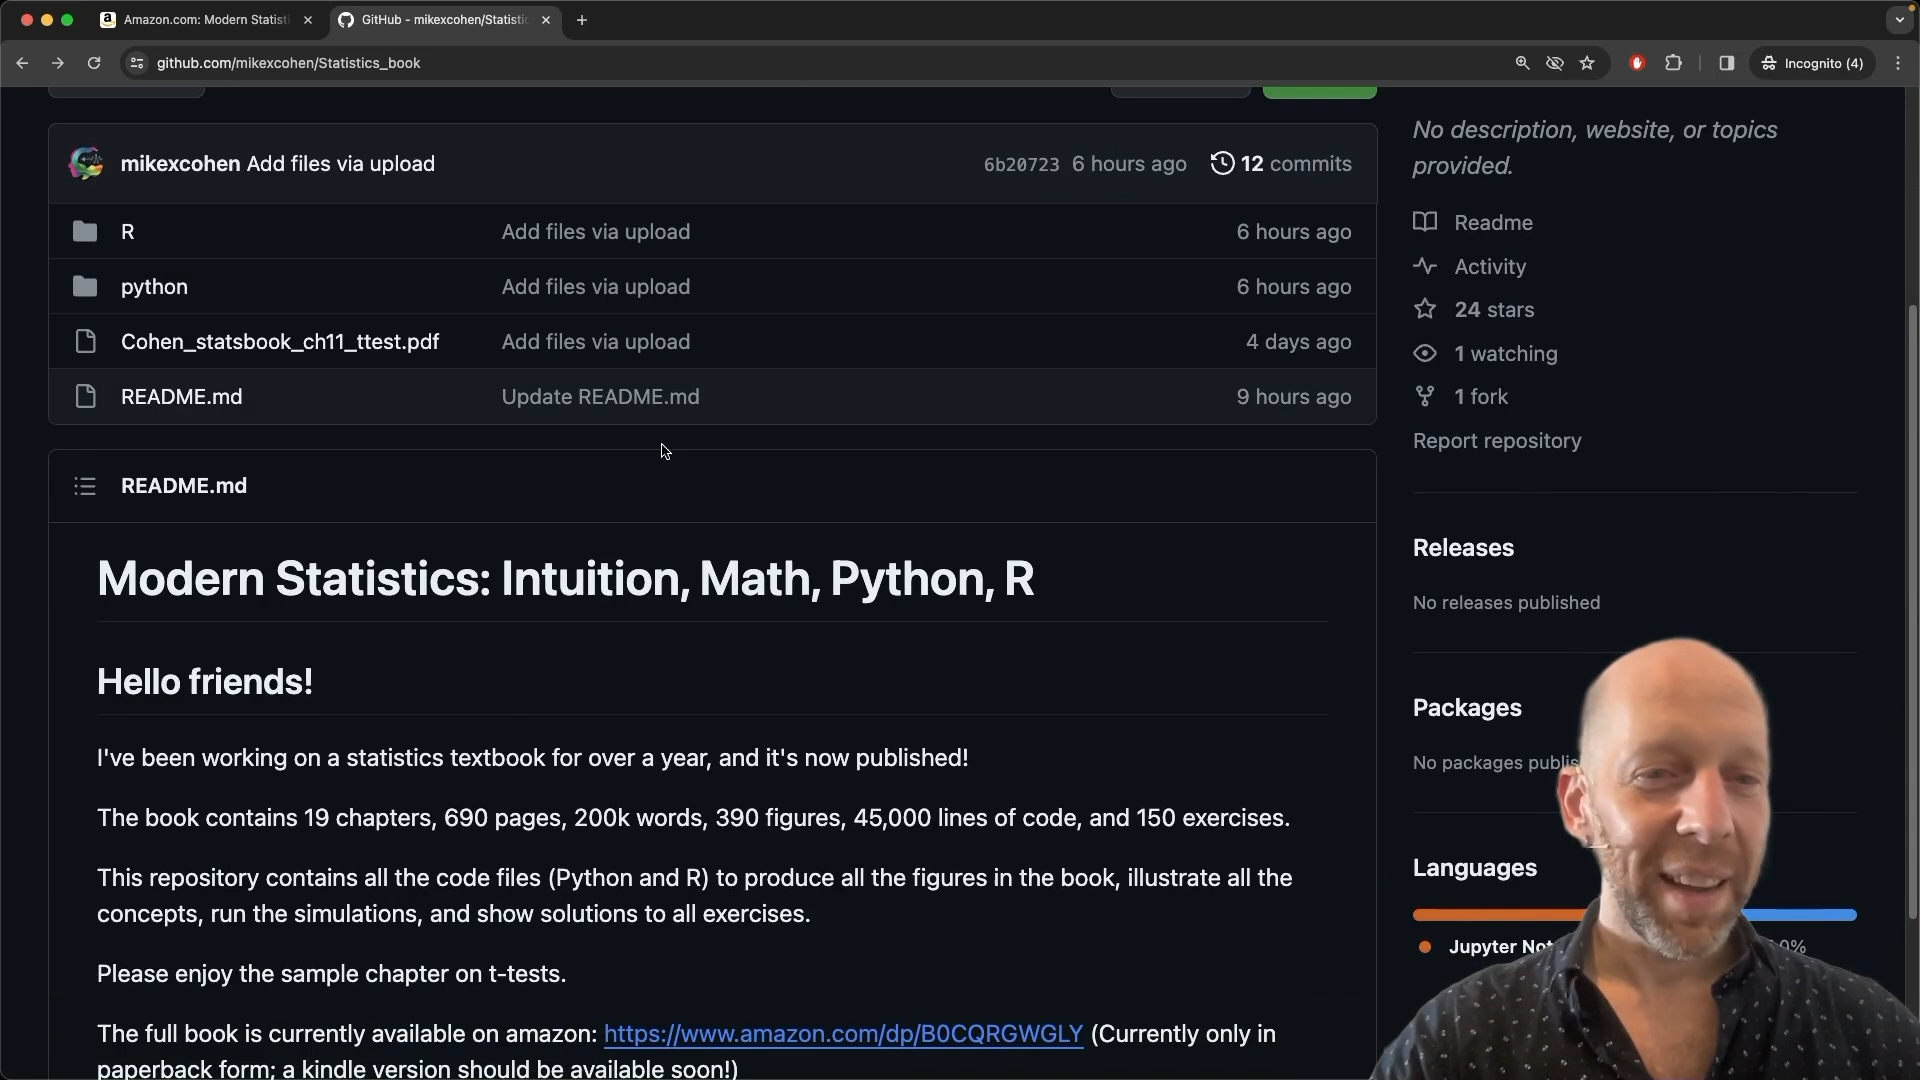 Amazon.com: Modern Statisti
GitHub - mikexcohen/Statistic
github.com/mikexcohen/Statistics_book
Incognito (4)
mikexcohen Add files via upload 6b20723 6 hours ago 12 commits
R Add files via upload 6 hours ago
python Add files via upload 6 hours ago
Cohen_statsbook_ch11_ttest.pdf Add files via upload 4 days ago
README.md Update README.md 9 hours ago
README.md
Modern Statistics: Intuition, Math, Python, R
Hello friends!
I've been working on a statistics textbook for over a year, and it's now published!
The book contains 19 chapters, 690 pages, 200k words, 390 figures, 45,000 lines of code, and 150 exercises.
This repository contains all the code files (Python and R) to produce all the figures in the book, illustrate all the
concepts, run the simulations, and show solutions to all exercises.
Please enjoy the sample chapter on t-tests.
The full book is currently available on amazon: https://www.amazon.com/dp/B0CQRGWGLY (Currently only in
paperback form; a kindle version should be available soon!)
No description, website, or topics
provided.
Readme
Activity
24 stars
1 watching
1 fork
Report repository
Releases
No releases published
Packages
No packages publis
Languages
Jupyter Not